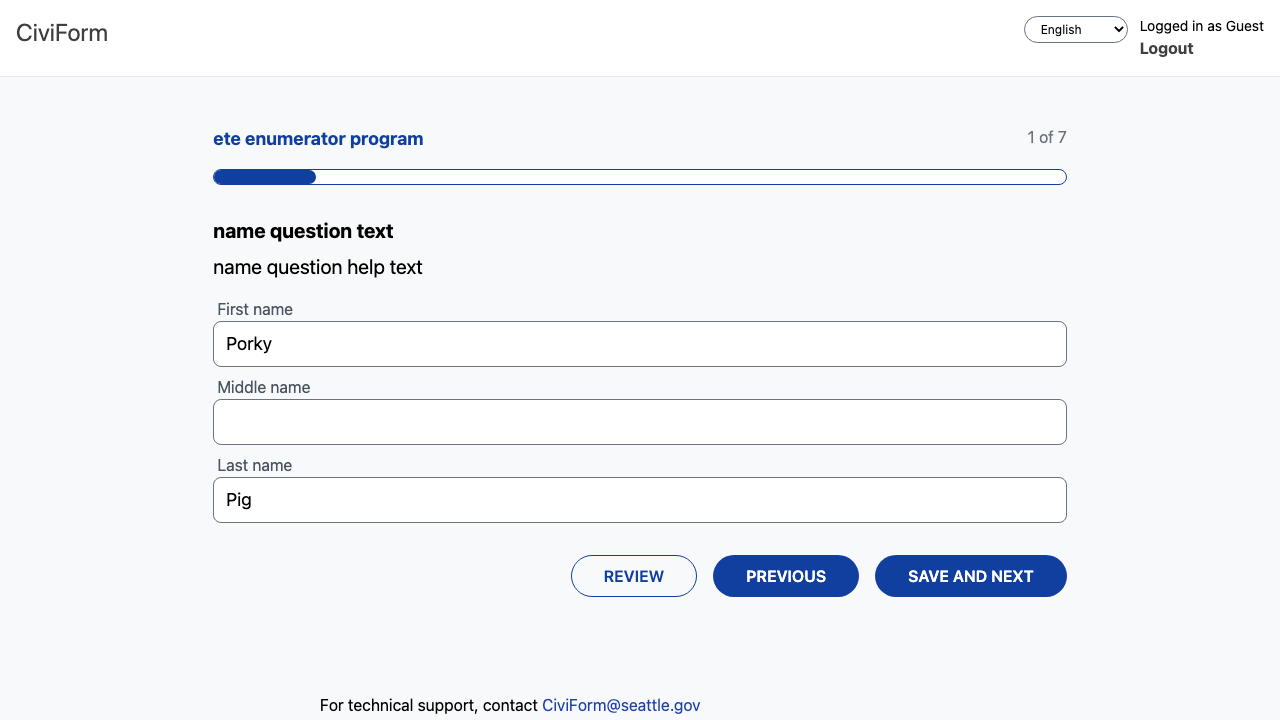 CiviForm
English
Logged in as Guest
Logout
ete enumerator program
1 of 7
name question text
name question help text
First name
Porky
Middle name
Last name
Pig
REVIEW
PREVIOUS
SAVE AND NEXT
For technical support, contact CiviForm@seattle.gov